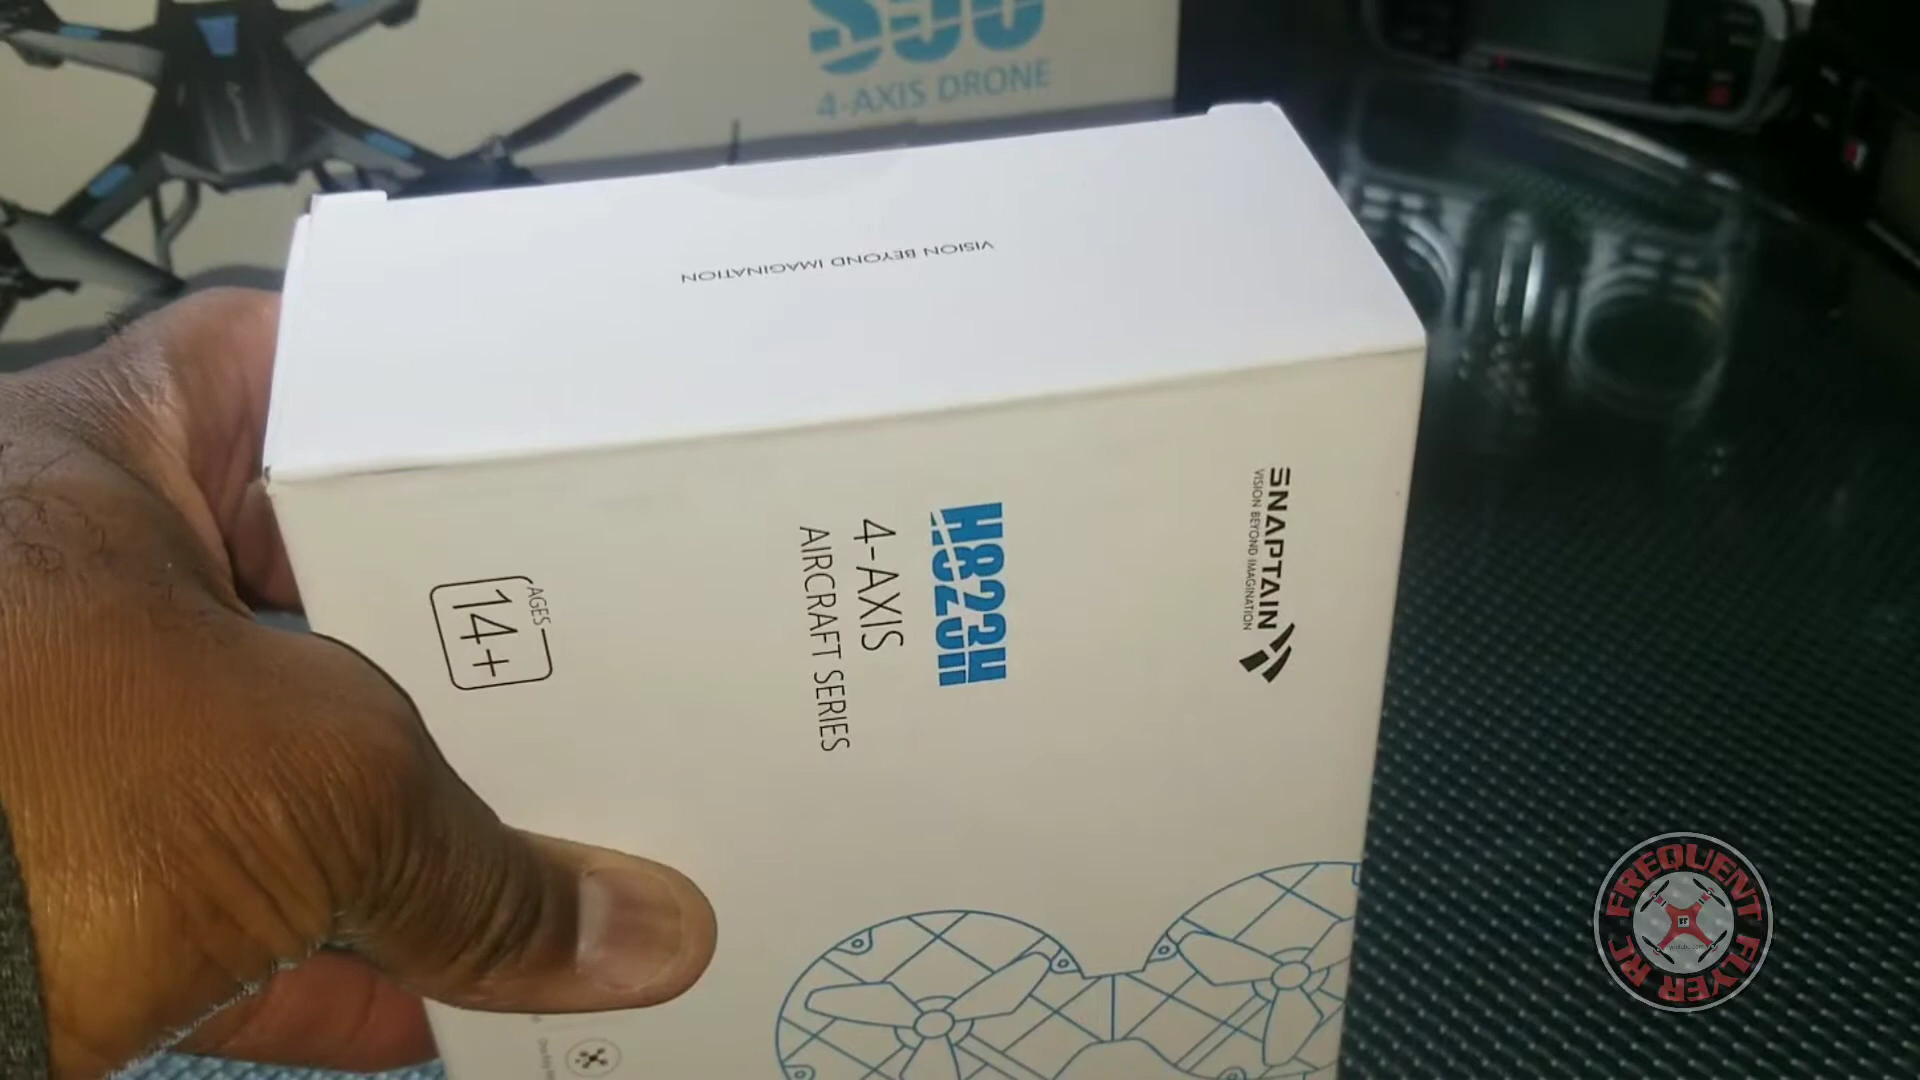 4-AXIS DRONE
VISION BEYOND IMAGINATION
SNAPTAIN
VISION BEYOND IMAGINATION
H823H
4-AXIS
AIRCRAFT SERIES
AGES
14+
FREQUENT FLYER RC